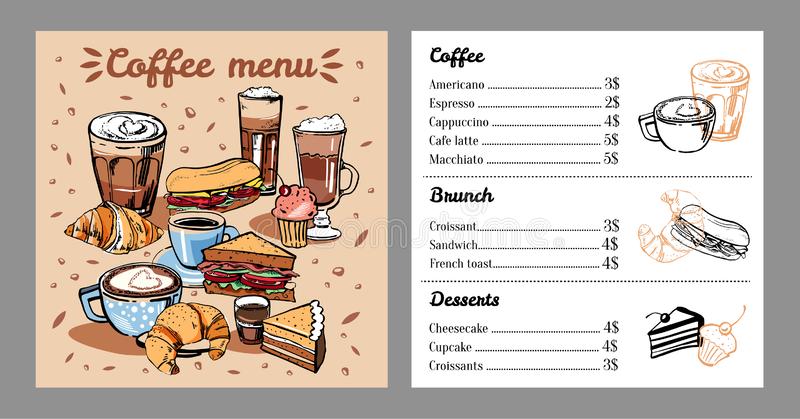 Coffee menu
Coffee
Americano 3$
Espresso 2$
Cappuccino 4$
Cafe latte 5$
Macchiato 5$
Brunch
Croissant 3$
Sandwich 4$
French toast 4$
Desserts
Cheesecake 4$
Cupcake 4$
Croissants 3$